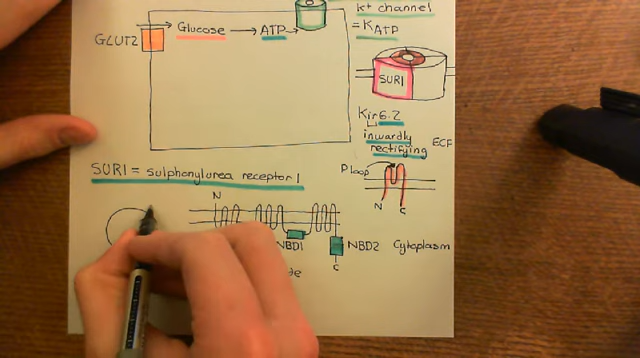 K+ channel
= KATP
GLUT2
Glucose → ATP →
SUR1
Kir6.2
inwardly
rectifying
ECF
SUR1 = sulphonylurea receptor 1
P loop
N
C
N
NBD1
NBD2
Cytoplasm
C